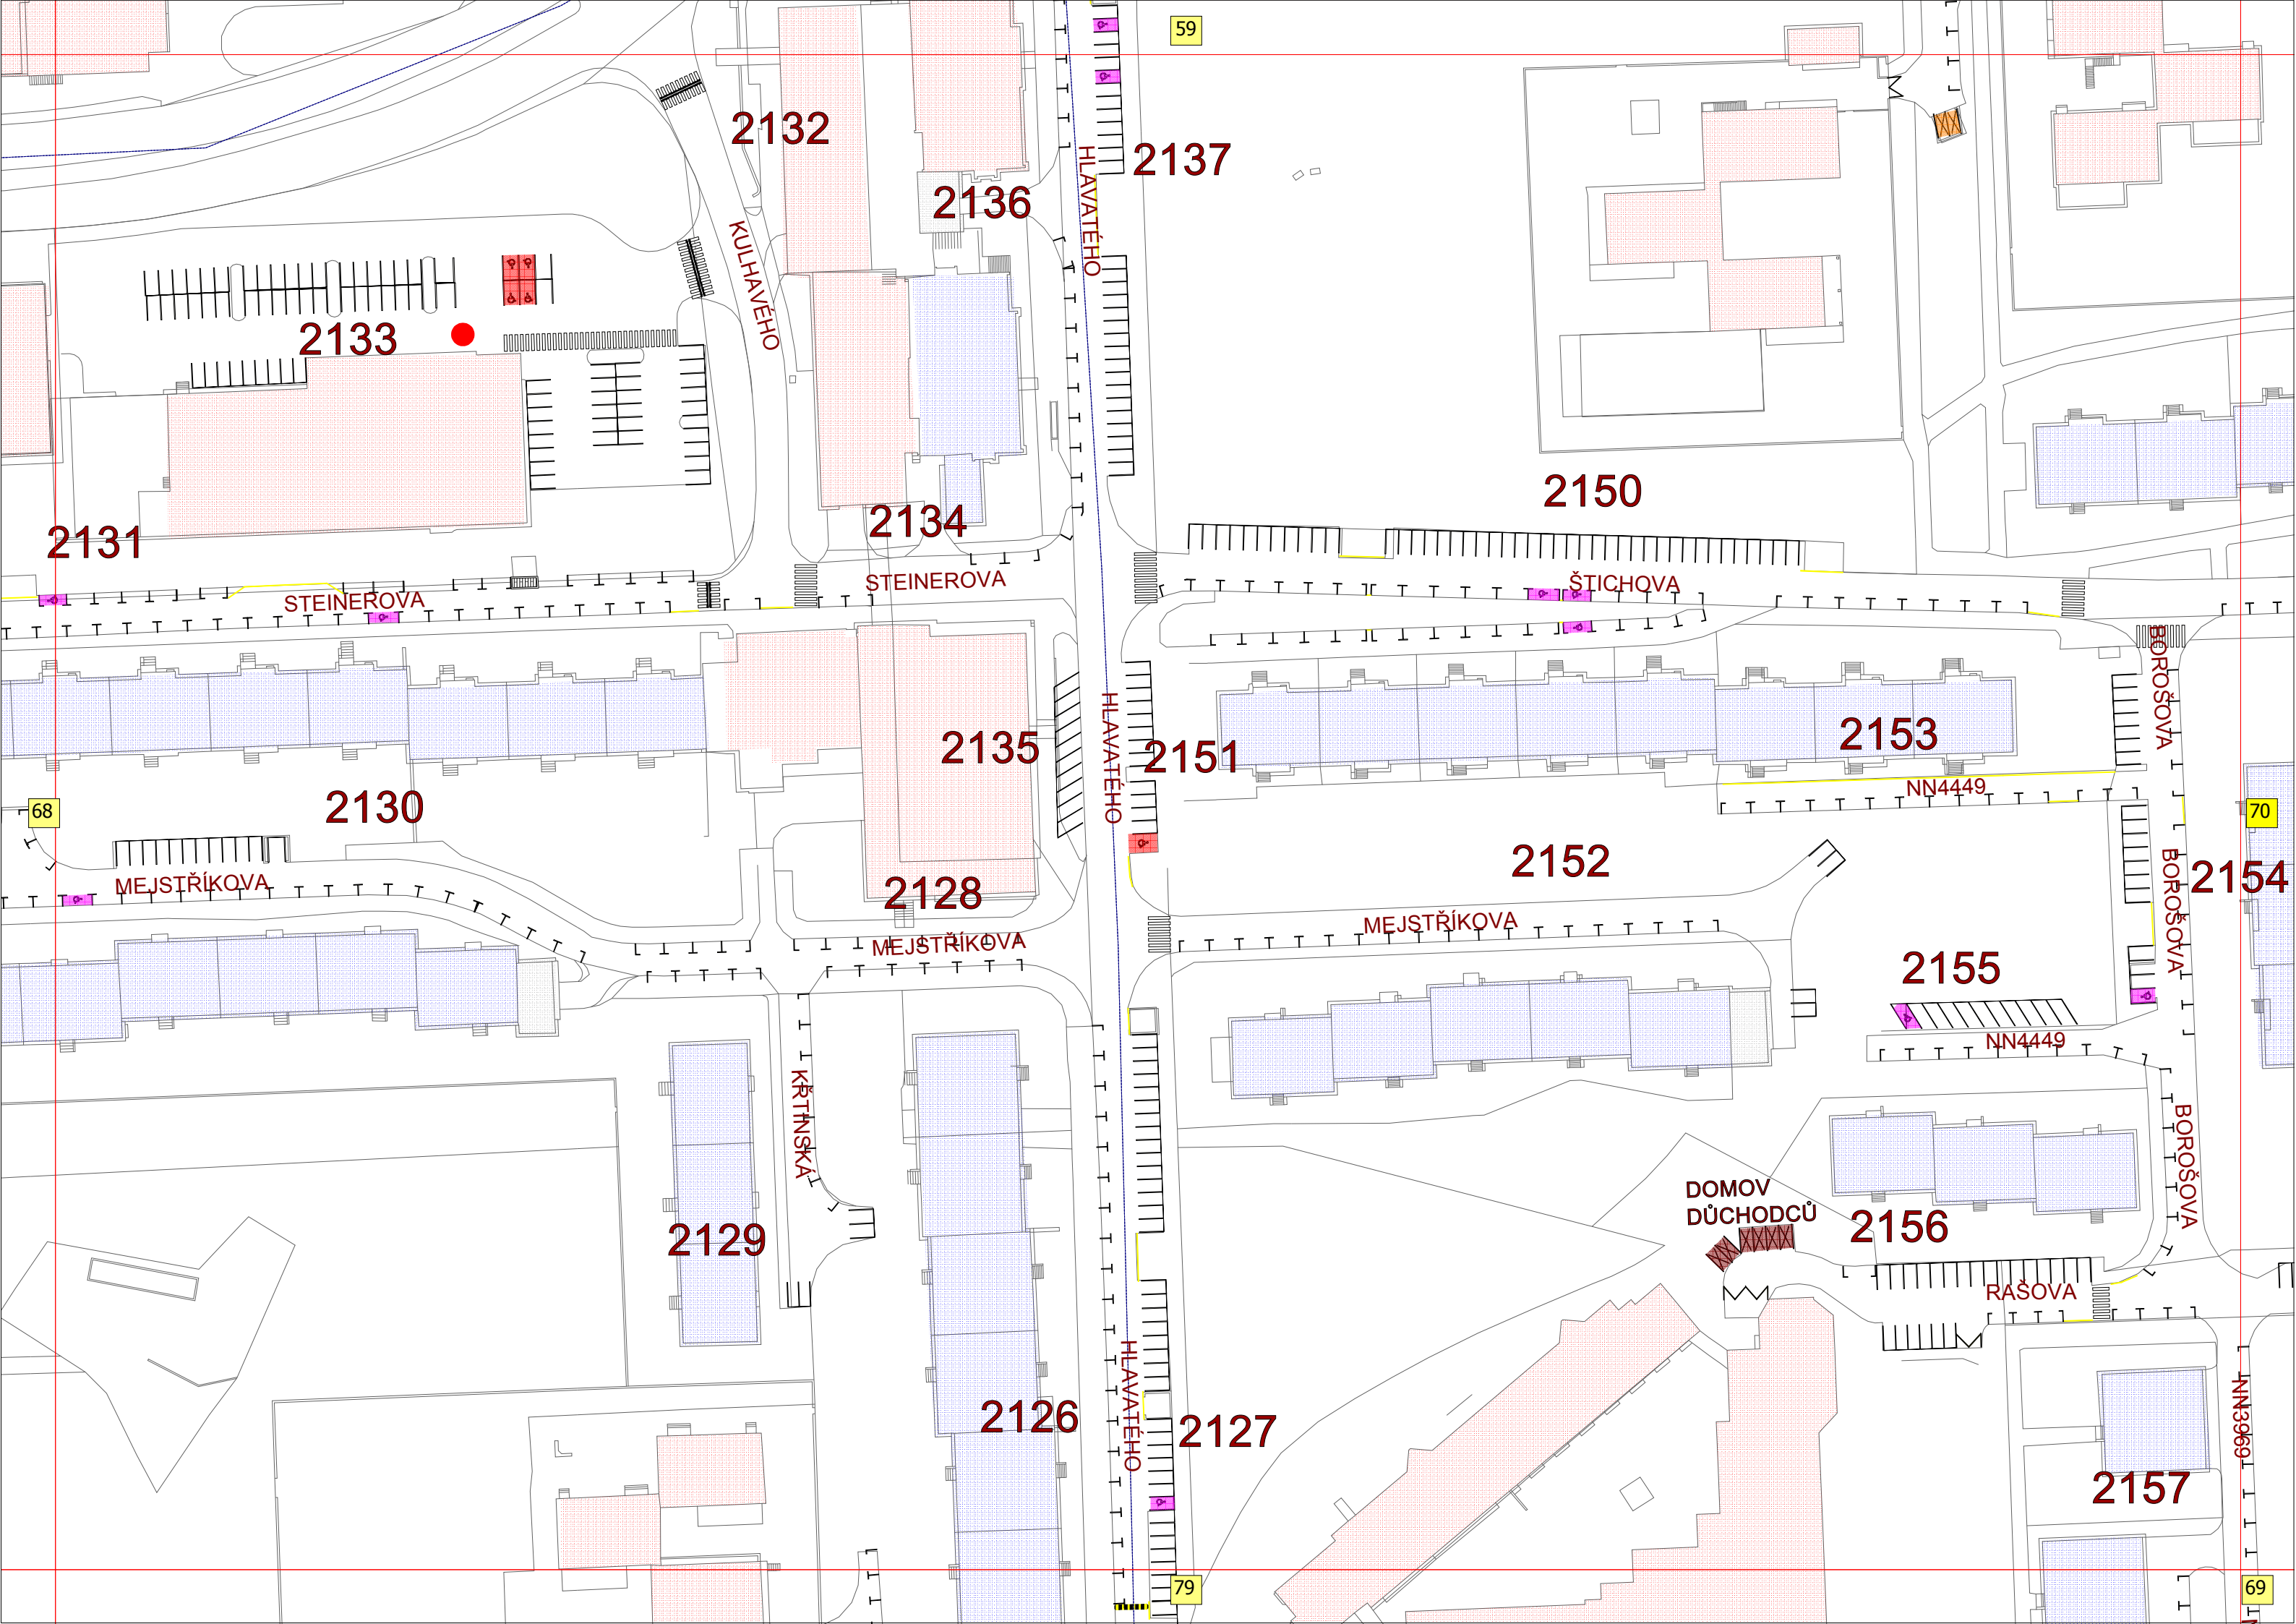 59
2132
2137
HLAVATÉHO
2136
KULHAVÉHO
2133
2150
2134
2131
STEINEROVA
ŠTICHOVA
STEINEROVA
BOROŠOVA
HLAVATÉHO
2153
2135
2151
NN4449
2130
68
70
2152
BOROŠOVA
2154
MEJSTŘÍKOVA
2128
MEJSTŘÍKOVA
MEJSTŘÍKOVA
2155
NN4449
KŘTINSKÁ
BOROŠOVA
DOMOV
DŮCHODCŮ
2156
2129
RAŠOVA
HLAVATÉHO
NN3969
2126
2127
2157
79
69